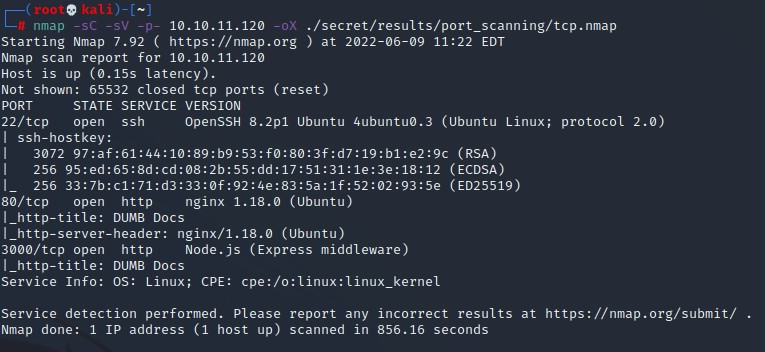 (root💀kali)-[~]
# nmap -sC -sV -p- 10.10.11.120 -oX ./secret/results/port_scanning/tcp.nmap
Starting Nmap 7.92 ( https://nmap.org ) at 2022-06-09 11:22 EDT
Nmap scan report for 10.10.11.120
Host is up (0.15s latency).
Not shown: 65532 closed tcp ports (reset)
PORT     STATE SERVICE VERSION
22/tcp   open  ssh     OpenSSH 8.2p1 Ubuntu 4ubuntu0.3 (Ubuntu Linux; protocol 2.0)
| ssh-hostkey:
|   3072 97:af:61:44:10:89:b9:53:f0:80:3f:d7:19:b1:e2:9c (RSA)
|   256 95:ed:65:8d:cd:08:2b:55:dd:17:51:31:1e:3e:18:12 (ECDSA)
|_  256 33:7b:c1:71:d3:33:0f:92:4e:83:5a:1f:52:02:93:5e (ED25519)
80/tcp   open  http    nginx 1.18.0 (Ubuntu)
|_http-title: DUMB Docs
|_http-server-header: nginx/1.18.0 (Ubuntu)
3000/tcp open  http    Node.js (Express middleware)
|_http-title: DUMB Docs
Service Info: OS: Linux; CPE: cpe:/o:linux:linux_kernel
Service detection performed. Please report any incorrect results at https://nmap.org/submit/ .
Nmap done: 1 IP address (1 host up) scanned in 856.16 seconds